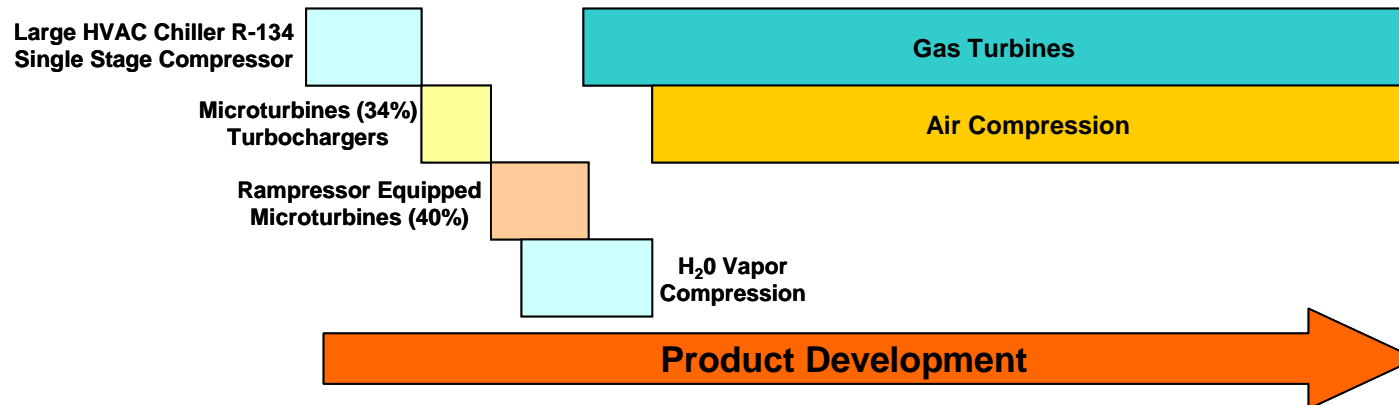 Large HVAC Chiller R-134
Single Stage Compressor
Gas Turbines
Microturbines (34%)
Turbochargers
Air Compression
Rampressor Equipped
Microturbines (40%)
H₂0 Vapor
Compression
Product Development